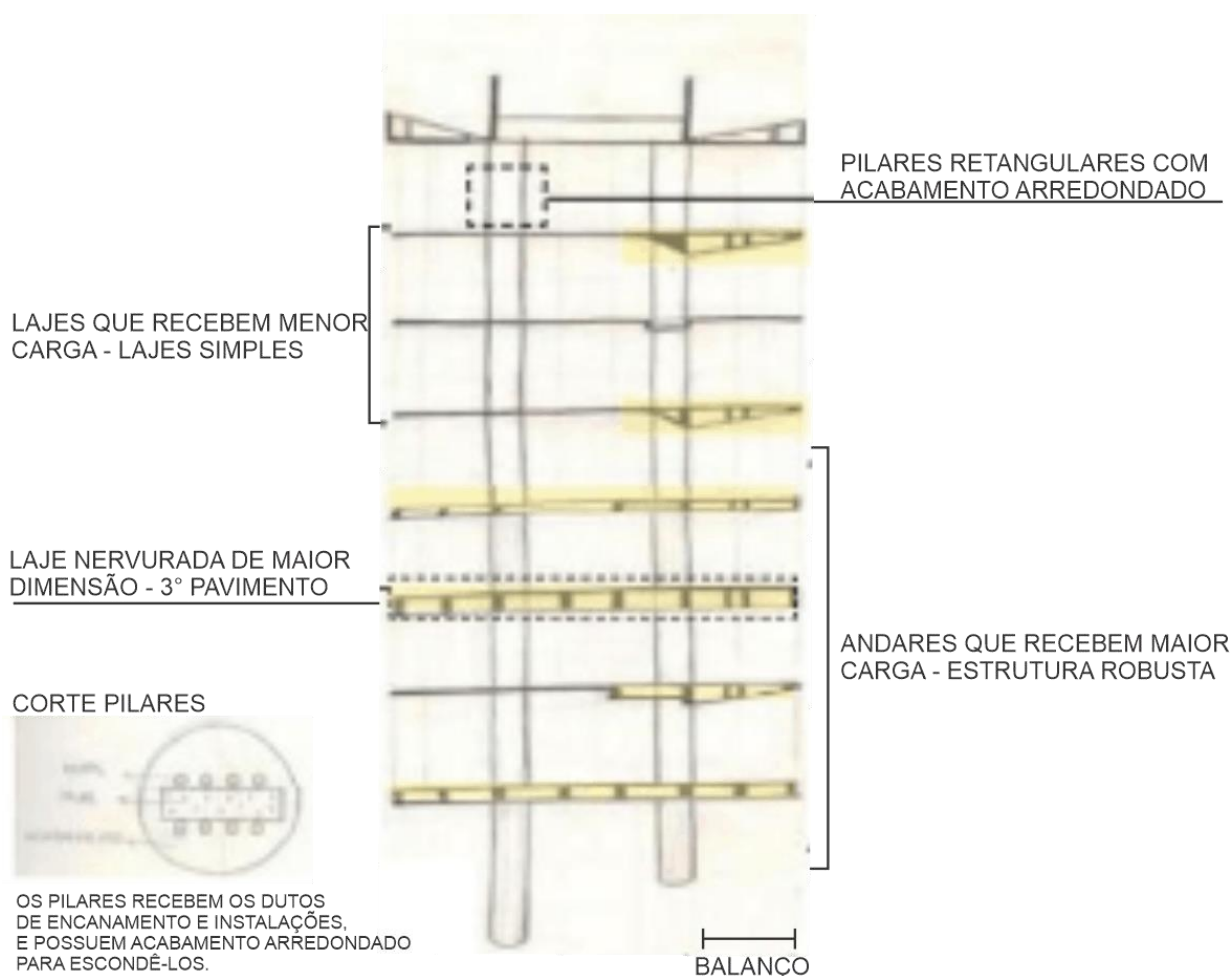 PILARES RETANGULARES COM
ACABAMENTO ARREDONDADO
LAJES QUE RECEBEM MENOR
CARGA - LAJES SIMPLES
LAJE NERVURADA DE MAIOR
DIMENSÃO - 3° PAVIMENTO
ANDARES QUE RECEBEM MAIOR
CARGA - ESTRUTURA ROBUSTA
CORTE PILARES
OS PILARES RECEBEM OS DUTOS
DE ENCANAMENTO E INSTALAÇÕES,
E POSSUEM ACABAMENTO ARREDONDADO
PARA ESCONDÊ-LOS.
BALANCO